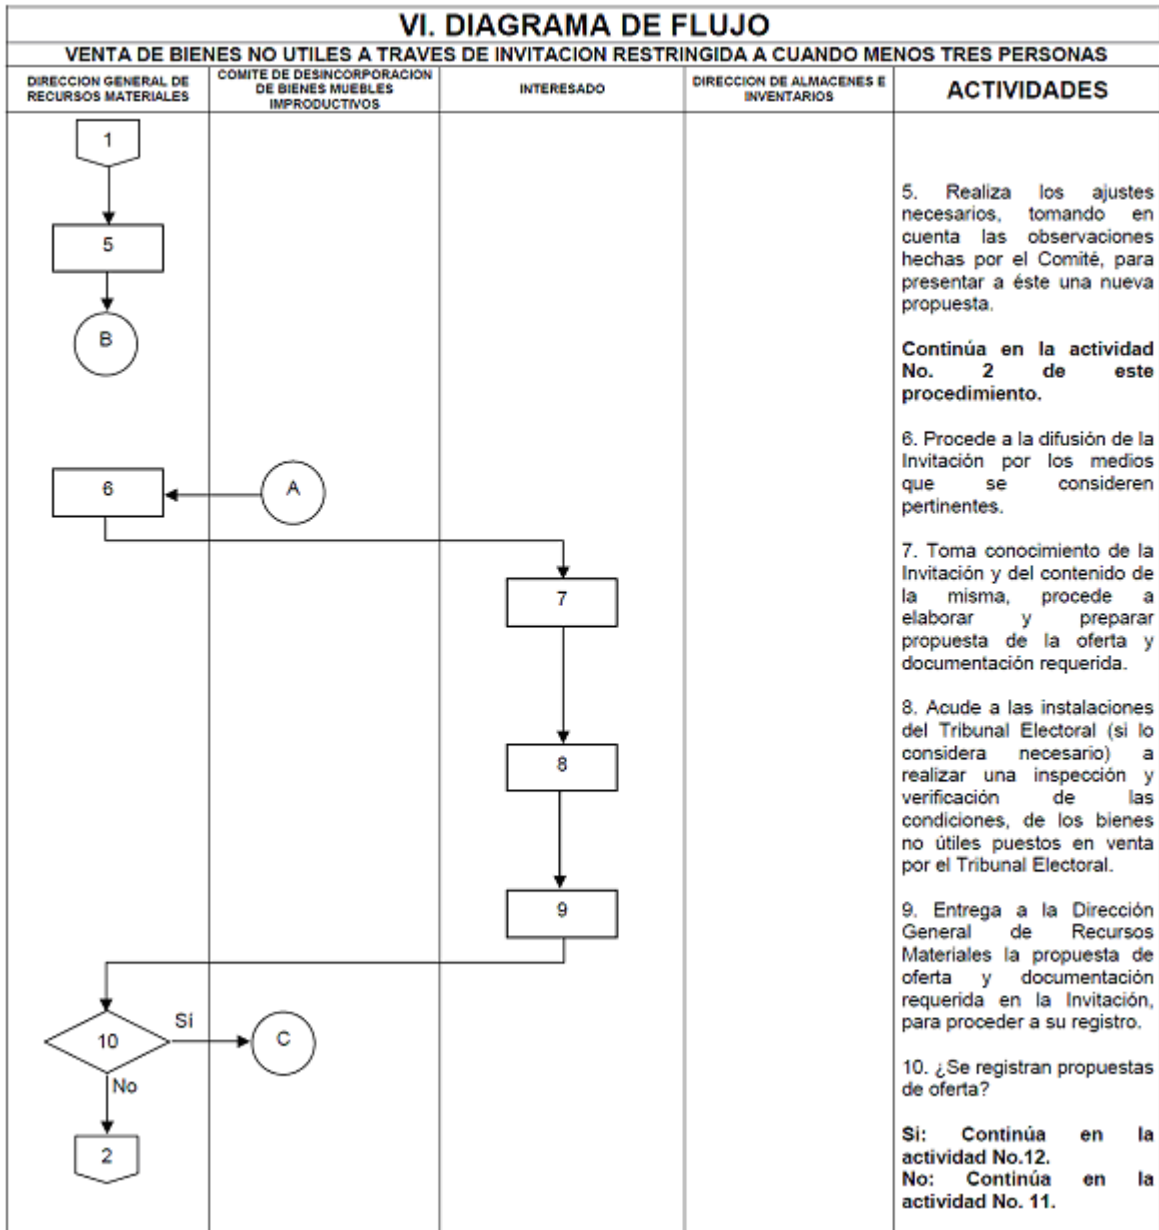 VI. DIAGRAMA DE FLUJO
VENTA DE BIENES NO UTILES A TRAVES DE INVITACION RESTRINGIDA A CUANDO MENOS TRES PERSONAS
DIRECCION GENERAL DE
RECURSOS MATERIALES
COMITE DE DESINCORPORACION
DE BIENES MUEBLES
IMPRODUCTIVOS
INTERESADO
DIRECCION DE ALMACENES E
INVENTARIOS
ACTIVIDADES
1
5
B
6
A
7
8
9
10
Sí
C
No
2
5. Realiza los ajustes
necesarios, tomando en
cuenta las observaciones
hechas por el Comité, para
presentar a éste una nueva
propuesta.
Continúa en la actividad
No. 2 de este
procedimiento.
6. Procede a la difusión de la
Invitación por los medios
que se consideren
pertinentes.
7. Toma conocimiento de la
Invitación y del contenido de
la misma, procede a
elaborar y preparar
propuesta de la oferta y
documentación requerida.
8. Acude a las instalaciones
del Tribunal Electoral (si lo
considera necesario) a
realizar una inspección y
verificación de las
condiciones, de los bienes
no útiles puestos en venta
por el Tribunal Electoral.
9. Entrega a la Dirección
General de Recursos
Materiales la propuesta de
oferta y documentación
requerida en la Invitación,
para proceder a su registro.
10. ¿Se registran propuestas
de oferta?
Si: Continúa en la
actividad No.12.
No: Continúa en la
actividad No. 11.